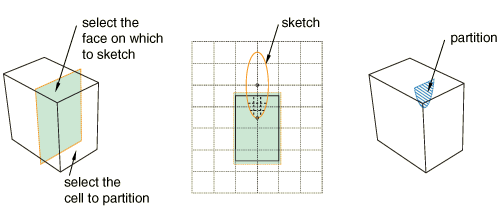 select the
face on which
to sketch
sketch
partition
select the
cell to partition